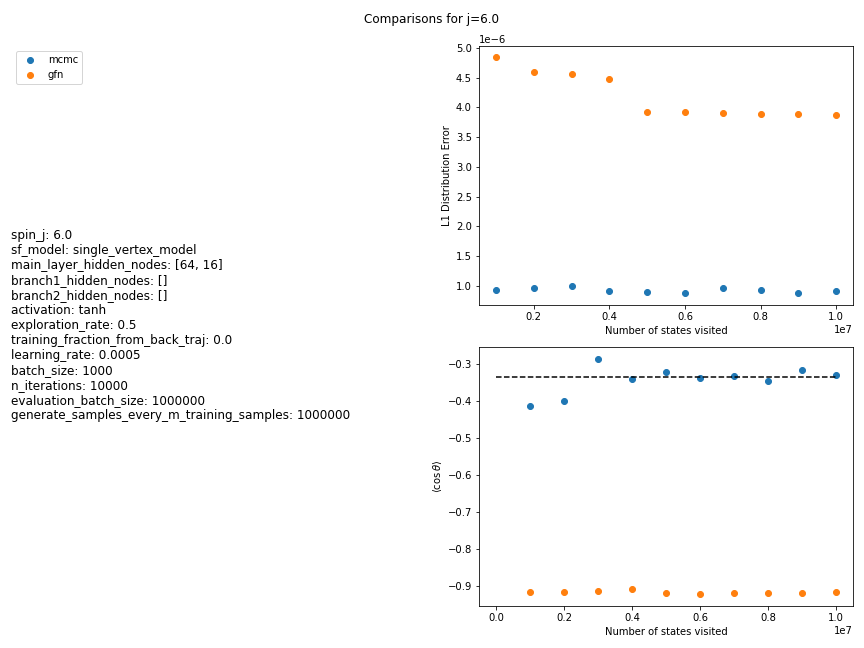 Comparisons for j=6.0
mcmc
gfn
spin_j: 6.0
sf_model: single_vertex_model
main_layer_hidden_nodes: [64, 16]
branch1_hidden_nodes: []
branch2_hidden_nodes: []
activation: tanh
exploration_rate: 0.5
training_fraction_from_back_traj: 0.0
learning_rate: 0.0005
batch_size: 1000
n_iterations: 10000
evaluation_batch_size: 1000000
generate_samples_every_m_training_samples: 1000000
1e−6
5.0
4.5
4.0
3.5
3.0
2.5
2.0
1.5
1.0
L1 Distribution Error
0.2 0.4 0.6 0.8 1.0
1e7
Number of states visited
−0.3
−0.4
−0.5
−0.6
−0.7
−0.8
−0.9
⟨cos θ⟩
0.0 0.2 0.4 0.6 0.8 1.0
1e7
Number of states visited